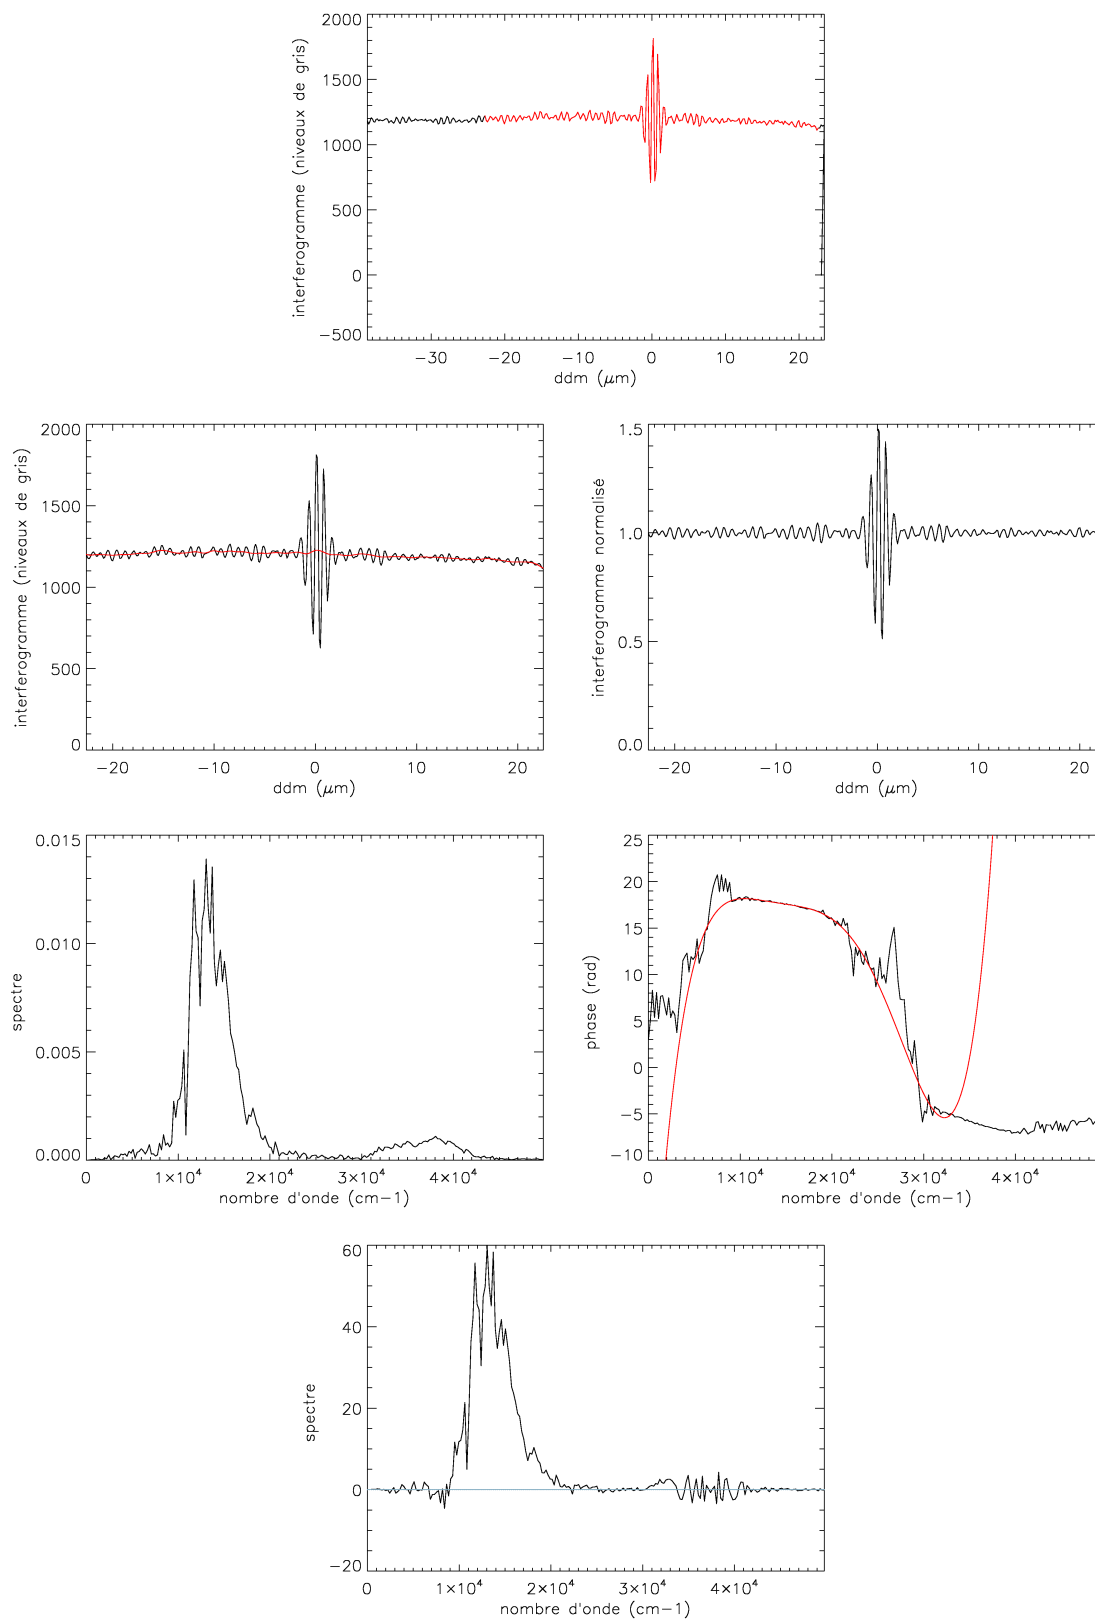 2000
1500
1000
500
0
−500
interferogramme (niveaux de gris)
−30 −20 −10 0 10 20
ddm (μm)
2000
1500
1000
500
0
interferogramme (niveaux de gris)
−20 −10 0 10 20
ddm (μm)
1.5
1.0
0.5
0.0
interferogramme normalisé
−20 −10 0 10 20
ddm (μm)
0.015
0.010
0.005
0.000
spectre
0 1×10⁴ 2×10⁴ 3×10⁴ 4×10⁴
nombre d'onde (cm−1)
25
20
15
10
5
0
−5
−10
phase (rad)
0 1×10⁴ 2×10⁴ 3×10⁴ 4×10⁴
nombre d'onde (cm−1)
60
40
20
0
−20
spectre
0 1×10⁴ 2×10⁴ 3×10⁴ 4×10⁴
nombre d'onde (cm−1)